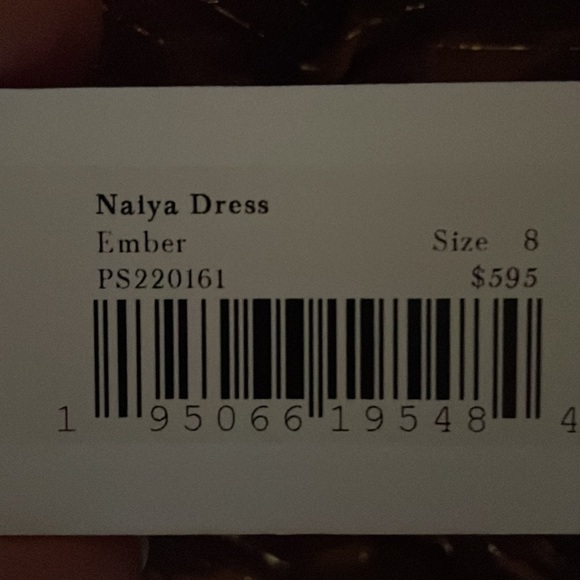 Naiya Dress
Ember Size 8
PS220161 $595
1 95066 19548 4